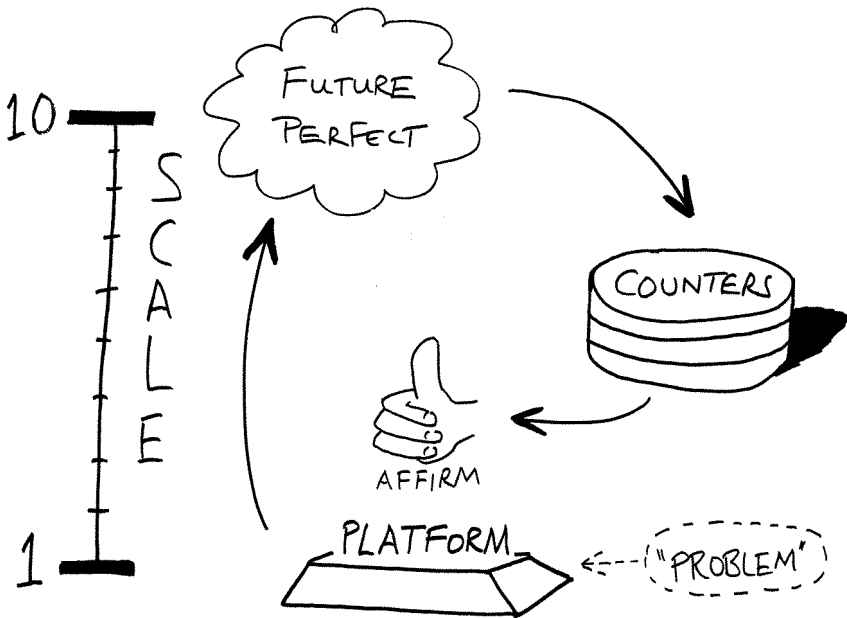 10
SCALE
1
FUTURE
PERFECT
COUNTERS
AFFIRM
PLATFORM
"PROBLEM"